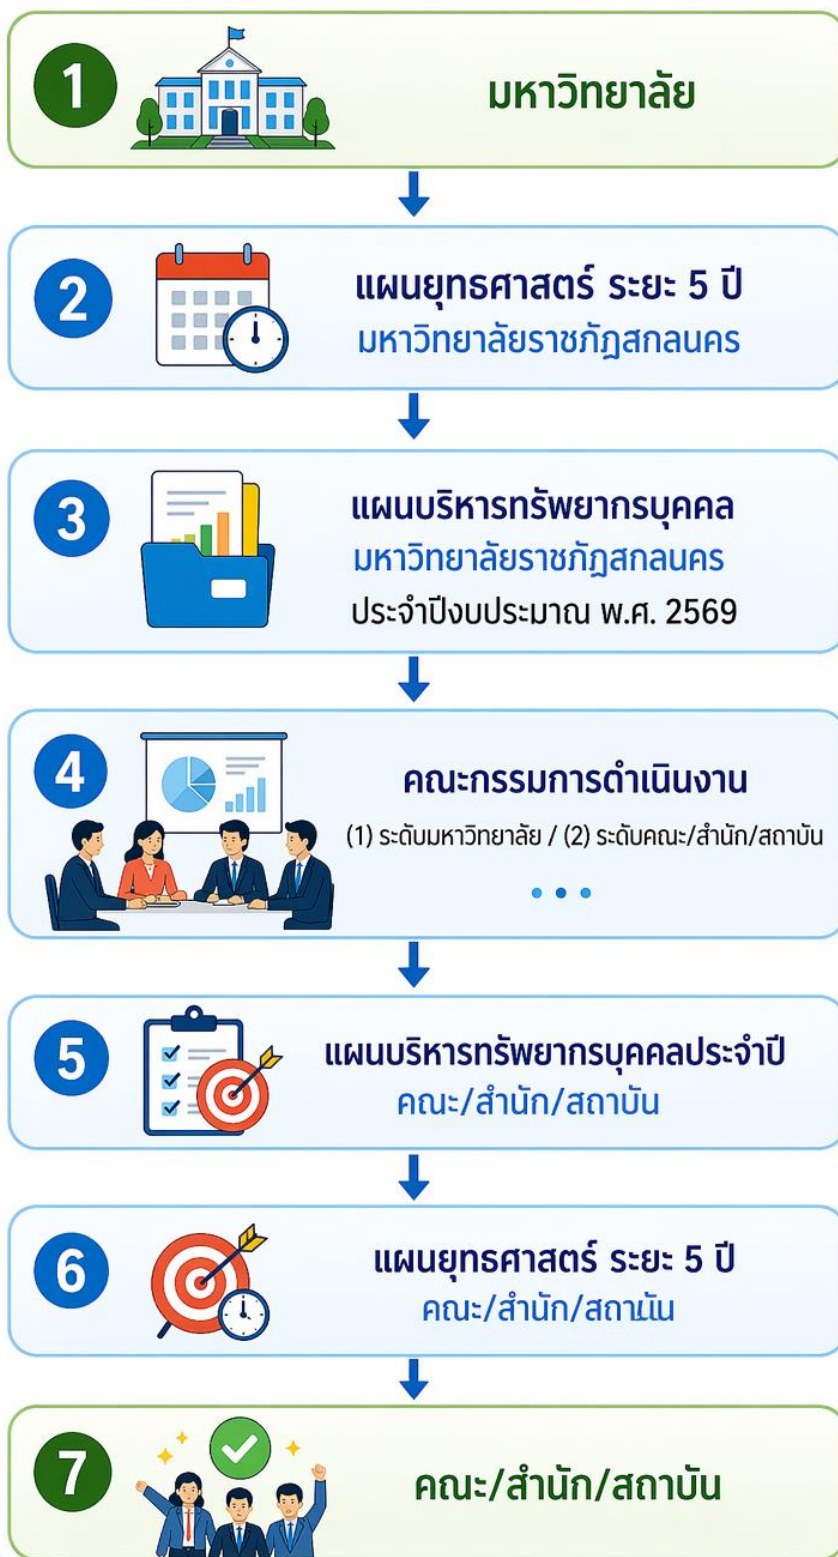 1
มหาวิทยาลัย
2
แผนยุทธศาสตร์ ระยะ 5 ปี
มหาวิทยาลัยราชภัฏสกลนคร
3
แผนบริหารทรัพยากรบุคคล
มหาวิทยาลัยราชภัฏสกลนคร
ประจำปีงบประมาณ พ.ศ. 2569
4
คณะกรรมการดำเนินงาน
(1) ระดับมหาวิทยาลัย / (2) ระดับคณะ/สำนัก/สถาบัน
5
แผนบริหารทรัพยากรบุคคลประจำปี
คณะ/สำนัก/สถาบัน
6
แผนยุทธศาสตร์ ระยะ 5 ปี
คณะ/สำนัก/
7
คณะ/สำนัก/สถาบัน